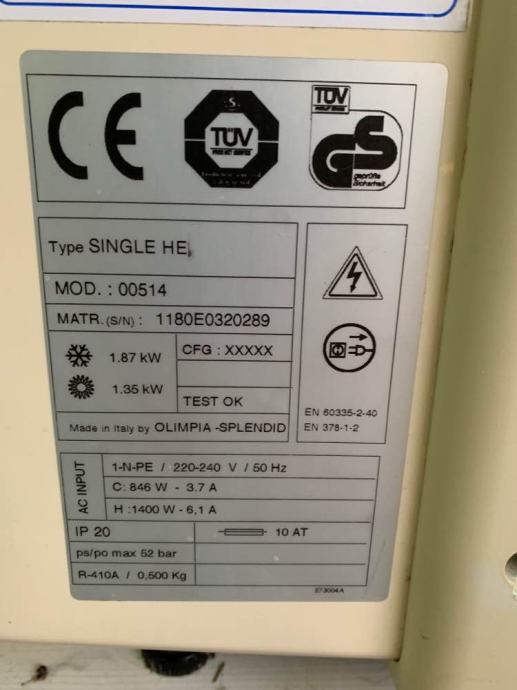 CE
TÜV
PRODUCT SERVICE
TÜV
GS
geprüfte
Sicherheit
Type SINGLE HE
MOD. : 00514
MATR.(S/N) : 1180E0320289
1.87 kW
CFG : XXXXX
1.35 kW
TEST OK
Made in Italy by OLIMPIA -SPLENDID
EN 60335-2-40
EN 378-1-2
AC INPUT
1-N-PE / 220-240 V / 50 Hz
C: 846 W - 3.7 A
H :1400 W - 6,1 A
IP 20
10 AT
ps/po max 52 bar
R-410A / 0,500 Kg
273004A